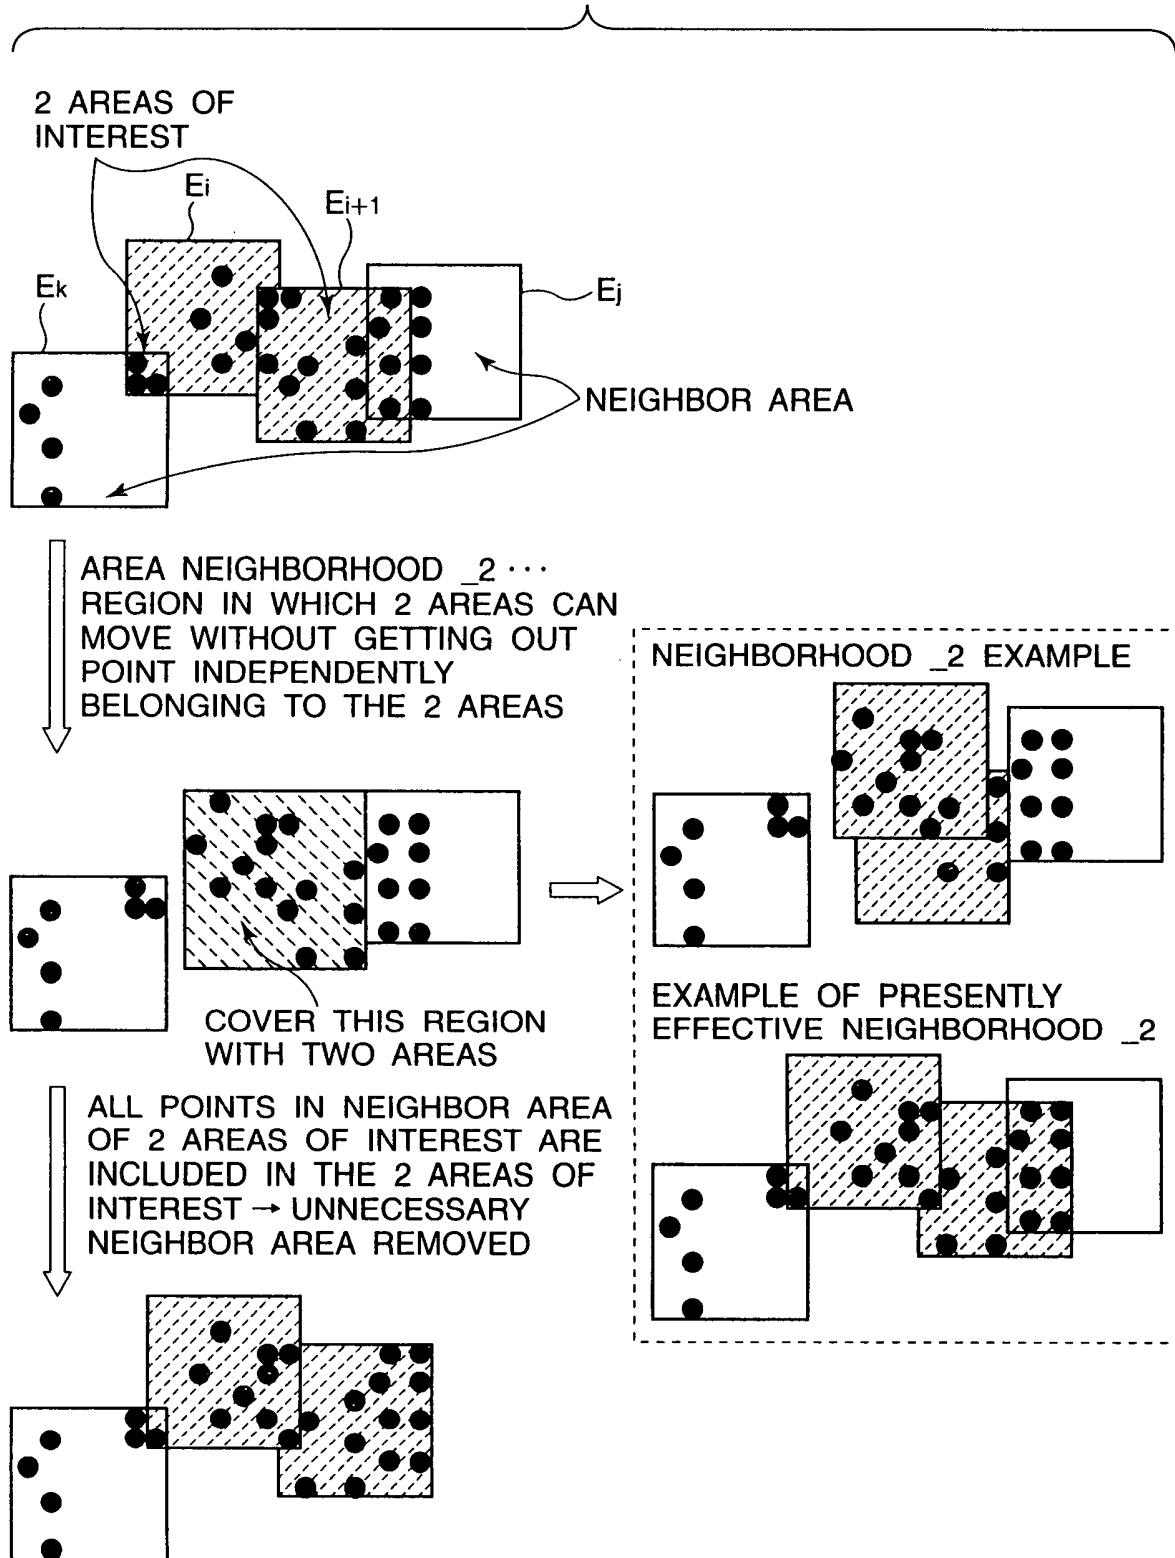 2 AREAS OF
INTEREST
Ei
Ei+1
Ek
Ej
NEIGHBOR AREA
AREA NEIGHBORHOOD _2 ···
REGION IN WHICH 2 AREAS CAN
MOVE WITHOUT GETTING OUT
POINT INDEPENDENTLY
BELONGING TO THE 2 AREAS
NEIGHBORHOOD _2 EXAMPLE
COVER THIS REGION
WITH TWO AREAS
EXAMPLE OF PRESENTLY
EFFECTIVE NEIGHBORHOOD _2
ALL POINTS IN NEIGHBOR AREA
OF 2 AREAS OF INTEREST ARE
INCLUDED IN THE 2 AREAS OF
INTEREST → UNNECESSARY
NEIGHBOR AREA REMOVED